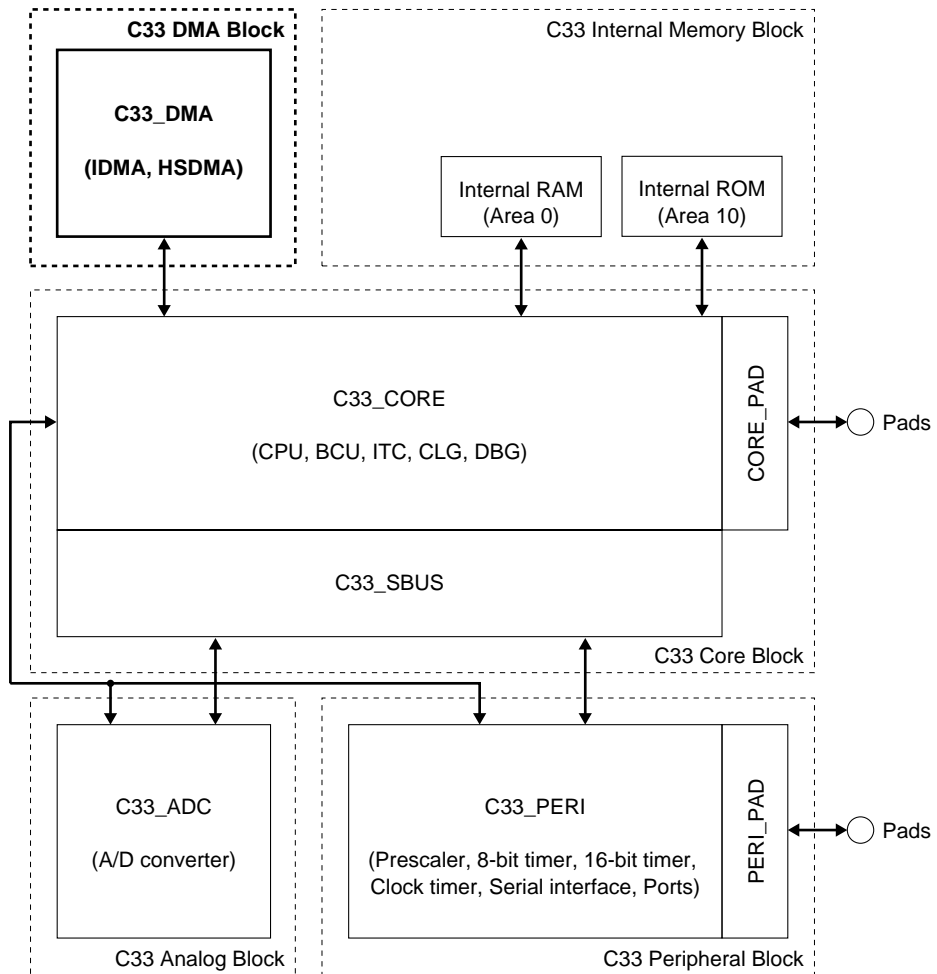 C33 DMA Block
C33_DMA
(IDMA, HSDMA)
C33 Internal Memory Block
Internal RAM
(Area 0)
Internal ROM
(Area 10)
C33_CORE
(CPU, BCU, ITC, CLG, DBG)
CORE_PAD
Pads
C33_SBUS
C33 Core Block
C33_ADC
(A/D converter)
C33 Analog Block
C33_PERI
(Prescaler, 8-bit timer, 16-bit timer,
Clock timer, Serial interface, Ports)
PERI_PAD
Pads
C33 Peripheral Block